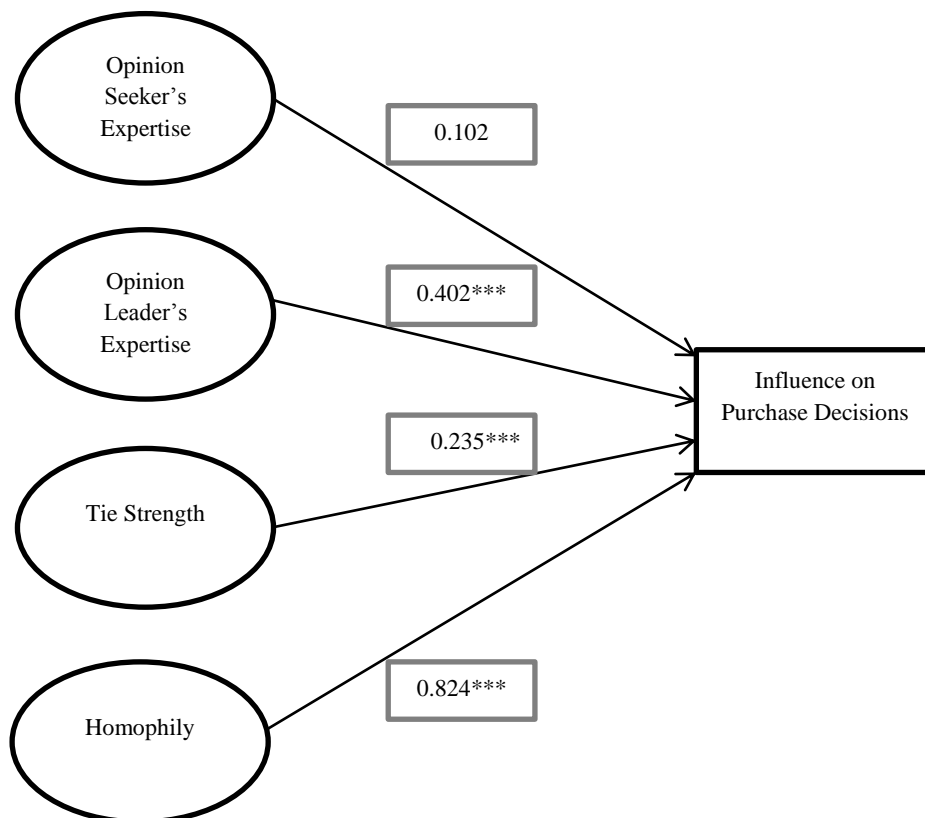 Opinion
Seeker’s
Expertise
0.102
Opinion
Leader’s
Expertise
0.402***
Influence on
Purchase Decisions
0.235***
Tie Strength
0.824***
Homophily